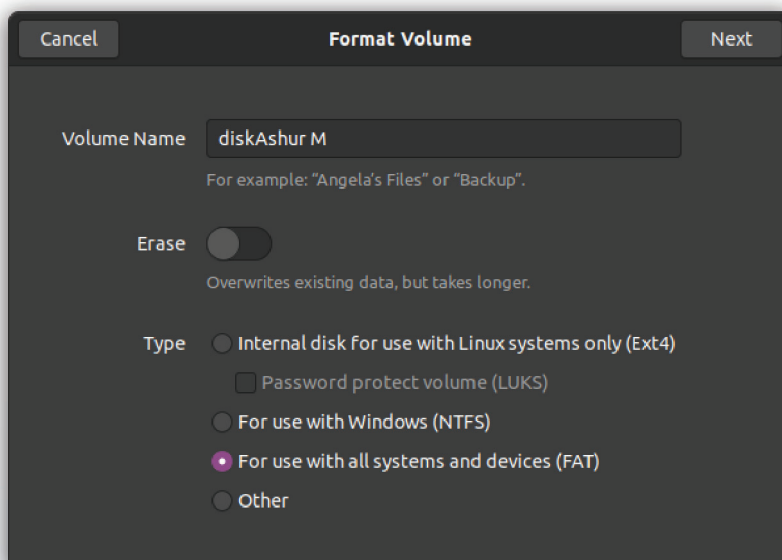 Cancel
Format Volume
Next
Volume Name
diskAshur M
For example: “Angela’s Files” or “Backup”.
Erase
Overwrites existing data, but takes longer.
Type
Internal disk for use with Linux systems only (Ext4)
Password protect volume (LUKS)
For use with Windows (NTFS)
For use with all systems and devices (FAT)
Other